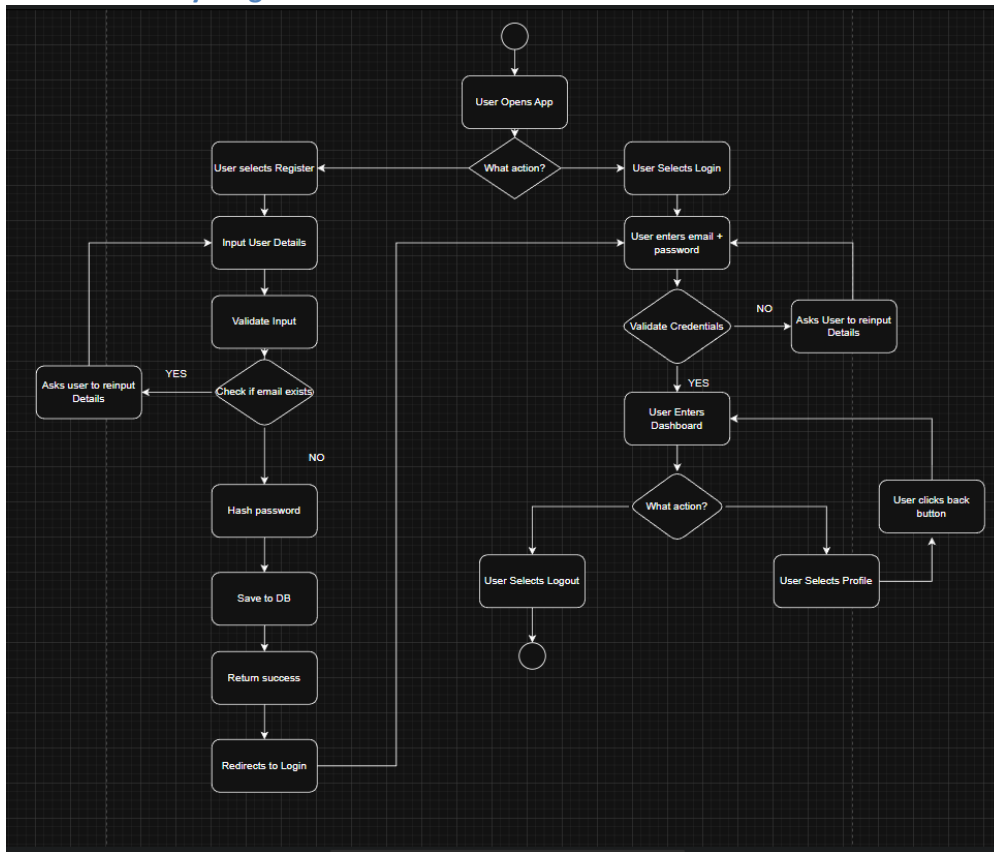 User Opens App
What action?
User selects Register
User Selects Login
Input User Details
User enters email +
password
Validate Input
Validate Credentials
NO
Asks User to reinput
Details
Asks user to reinput
Details
YES
Check if email exists
YES
User Enters
Dashboard
NO
Hash password
What action?
User clicks back
button
User Selects Logout
User Selects Profile
Save to DB
Return success
Redirects to Login